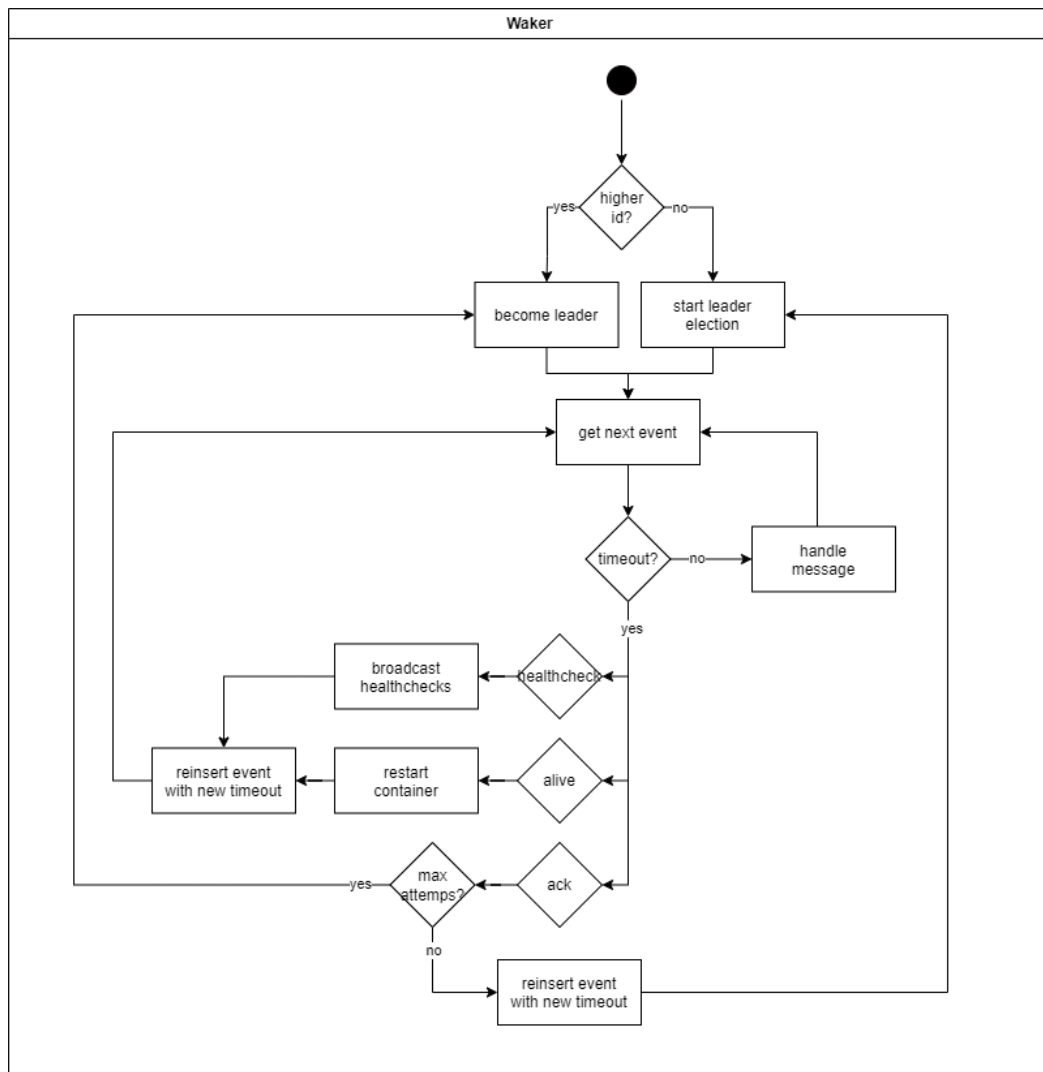 Waker
higher
id?
yes
no
become leader
start leader
election
get next event
timeout?
no
handle
message
yes
broadcast
healthchecks
healthcheck
reinsert event
with new timeout
restart
container
alive
max
attemps?
yes
ack
no
reinsert event
with new timeout